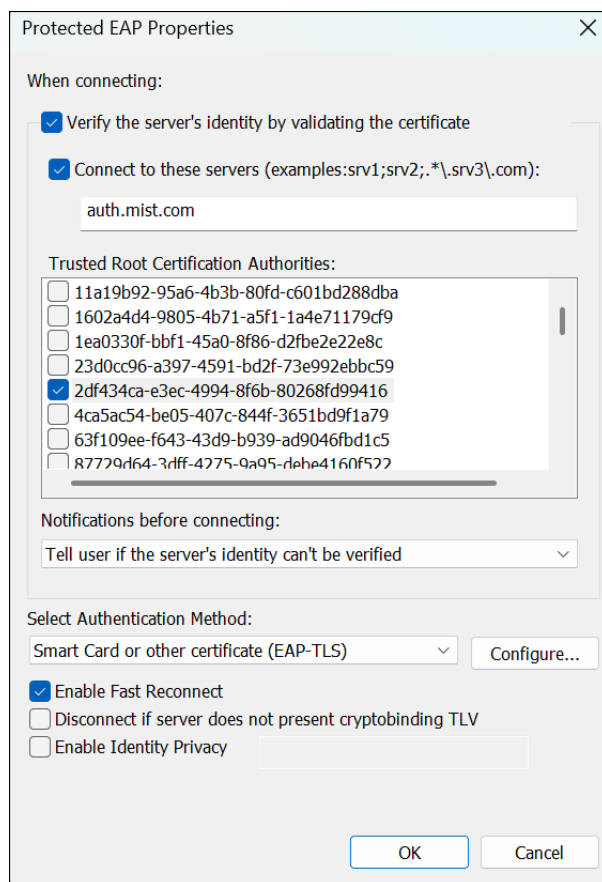 Protected EAP Properties
When connecting:
Verify the server's identity by validating the certificate
Connect to these servers (examples:srv1;srv2;.*\.srv3\.com):
auth.mist.com
Trusted Root Certification Authorities:
11a19b92-95a6-4b3b-80fd-c601bd288dba
1602a4d4-9805-4b71-a5f1-1a4e71179cf9
1ea0330f-bbf1-45a0-8f86-d2fbe2e22e8c
23d0cc96-a397-4591-bd2f-73e992ebbc59
2df434ca-e3ec-4994-8f6b-80268fd99416
4ca5ac54-be05-407c-844f-3651bd9f1a79
63f109ee-f643-43d9-b939-ad9046fbd1c5
87729d64-3dff-4275-9a95-debe4160f522
Notifications before connecting:
Tell user if the server's identity can't be verified
Select Authentication Method:
Smart Card or other certificate (EAP-TLS)
Configure...
Enable Fast Reconnect
Disconnect if server does not present cryptobinding TLV
Enable Identity Privacy
OK Cancel